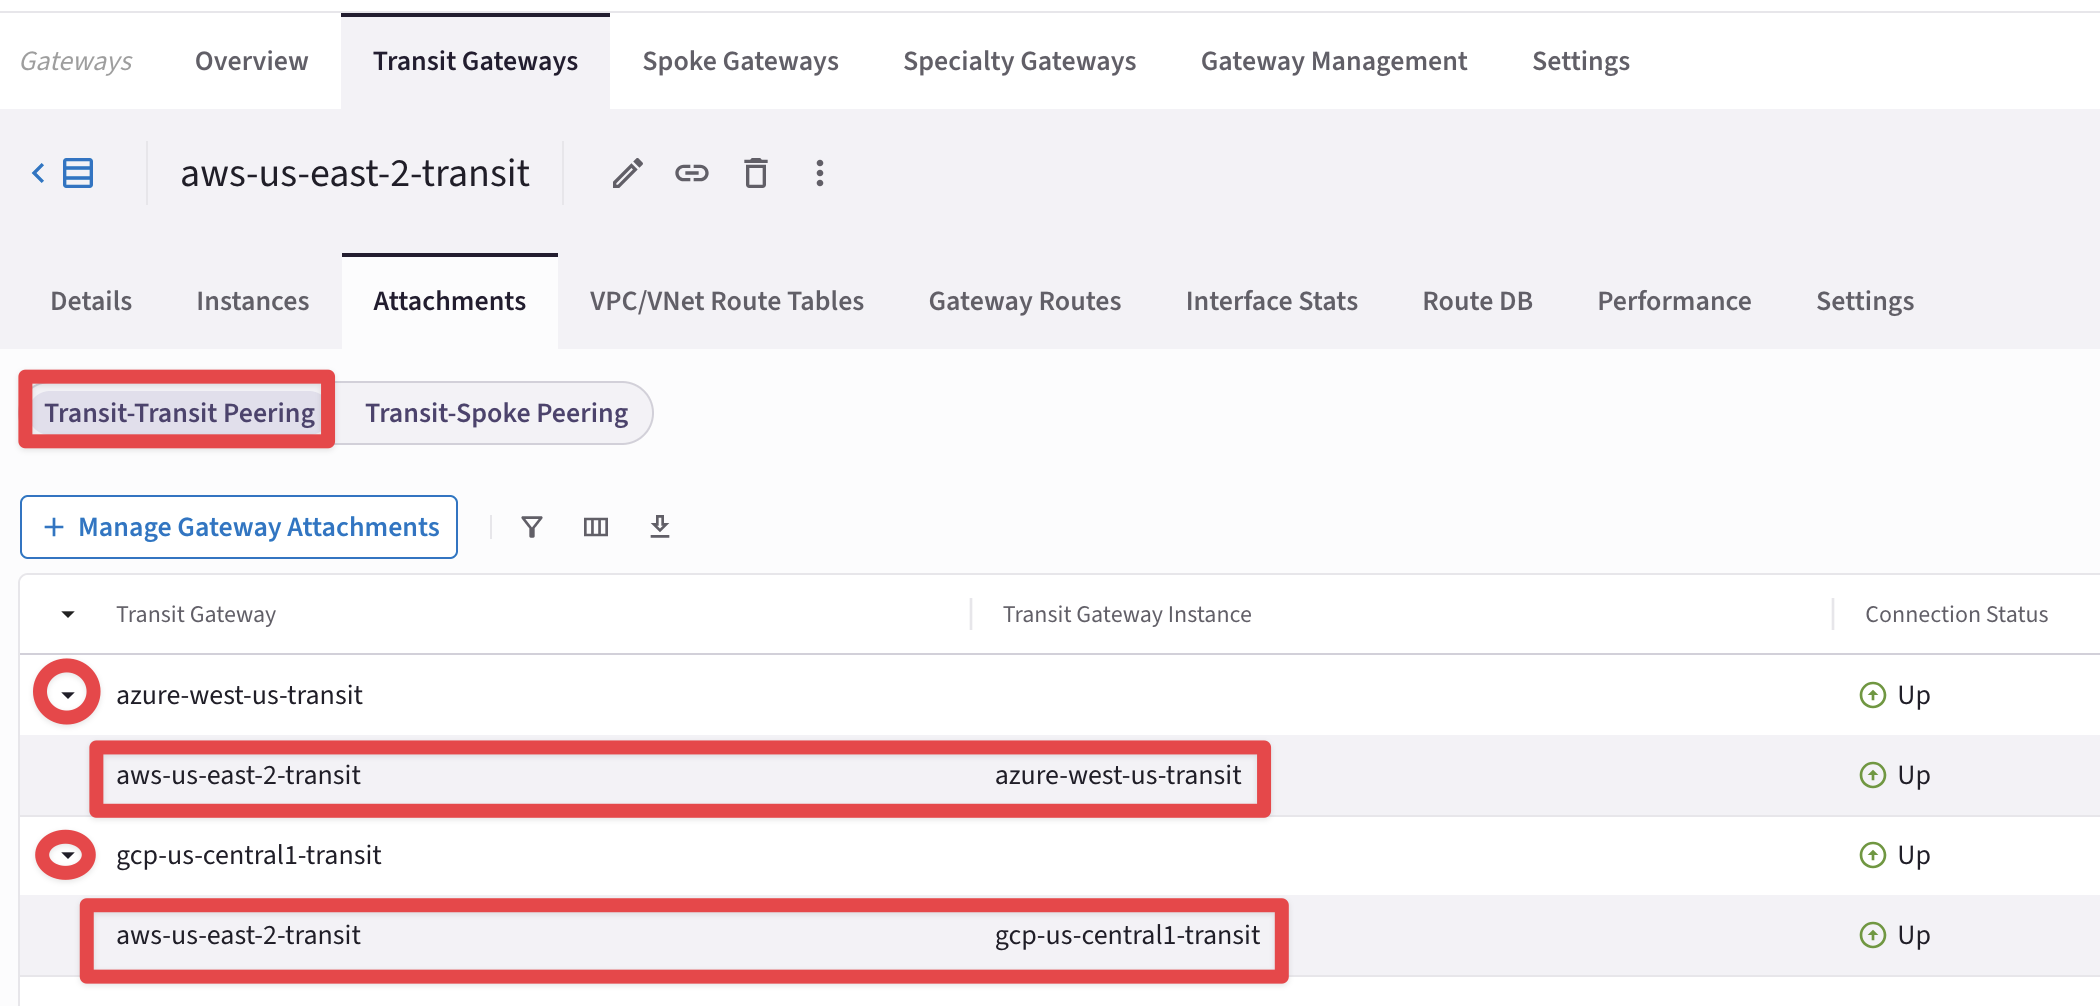 Gateways Overview Transit Gateways Spoke Gateways Specialty Gateways Gateway Management Settings
aws-us-east-2-transit
Details Instances Attachments VPC/VNet Route Tables Gateway Routes Interface Stats Route DB Performance Settings
Transit-Transit Peering Transit-Spoke Peering
+ Manage Gateway Attachments
Transit Gateway Transit Gateway Instance Connection Status
azure-west-us-transit Up
aws-us-east-2-transit azure-west-us-transit Up
gcp-us-central1-transit Up
aws-us-east-2-transit gcp-us-central1-transit Up